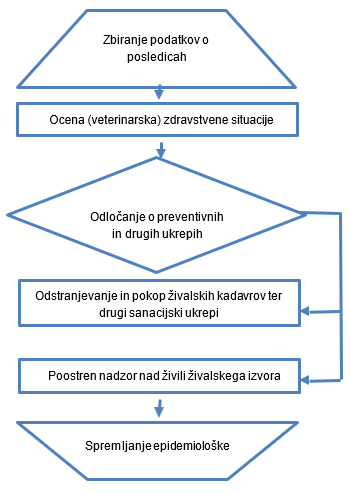 Zbiranje podatkov o
posledicah
Ocena (veterinarska) zdravstvene situacije
Odločanje o preventivnih
in drugih ukrepih
Odstranjevanje in pokop živalskih kadavrov ter
drugi sanacijski ukrepi
Poostren nadzor nad živili živalskega izvora
Spremljanje epidemiološke